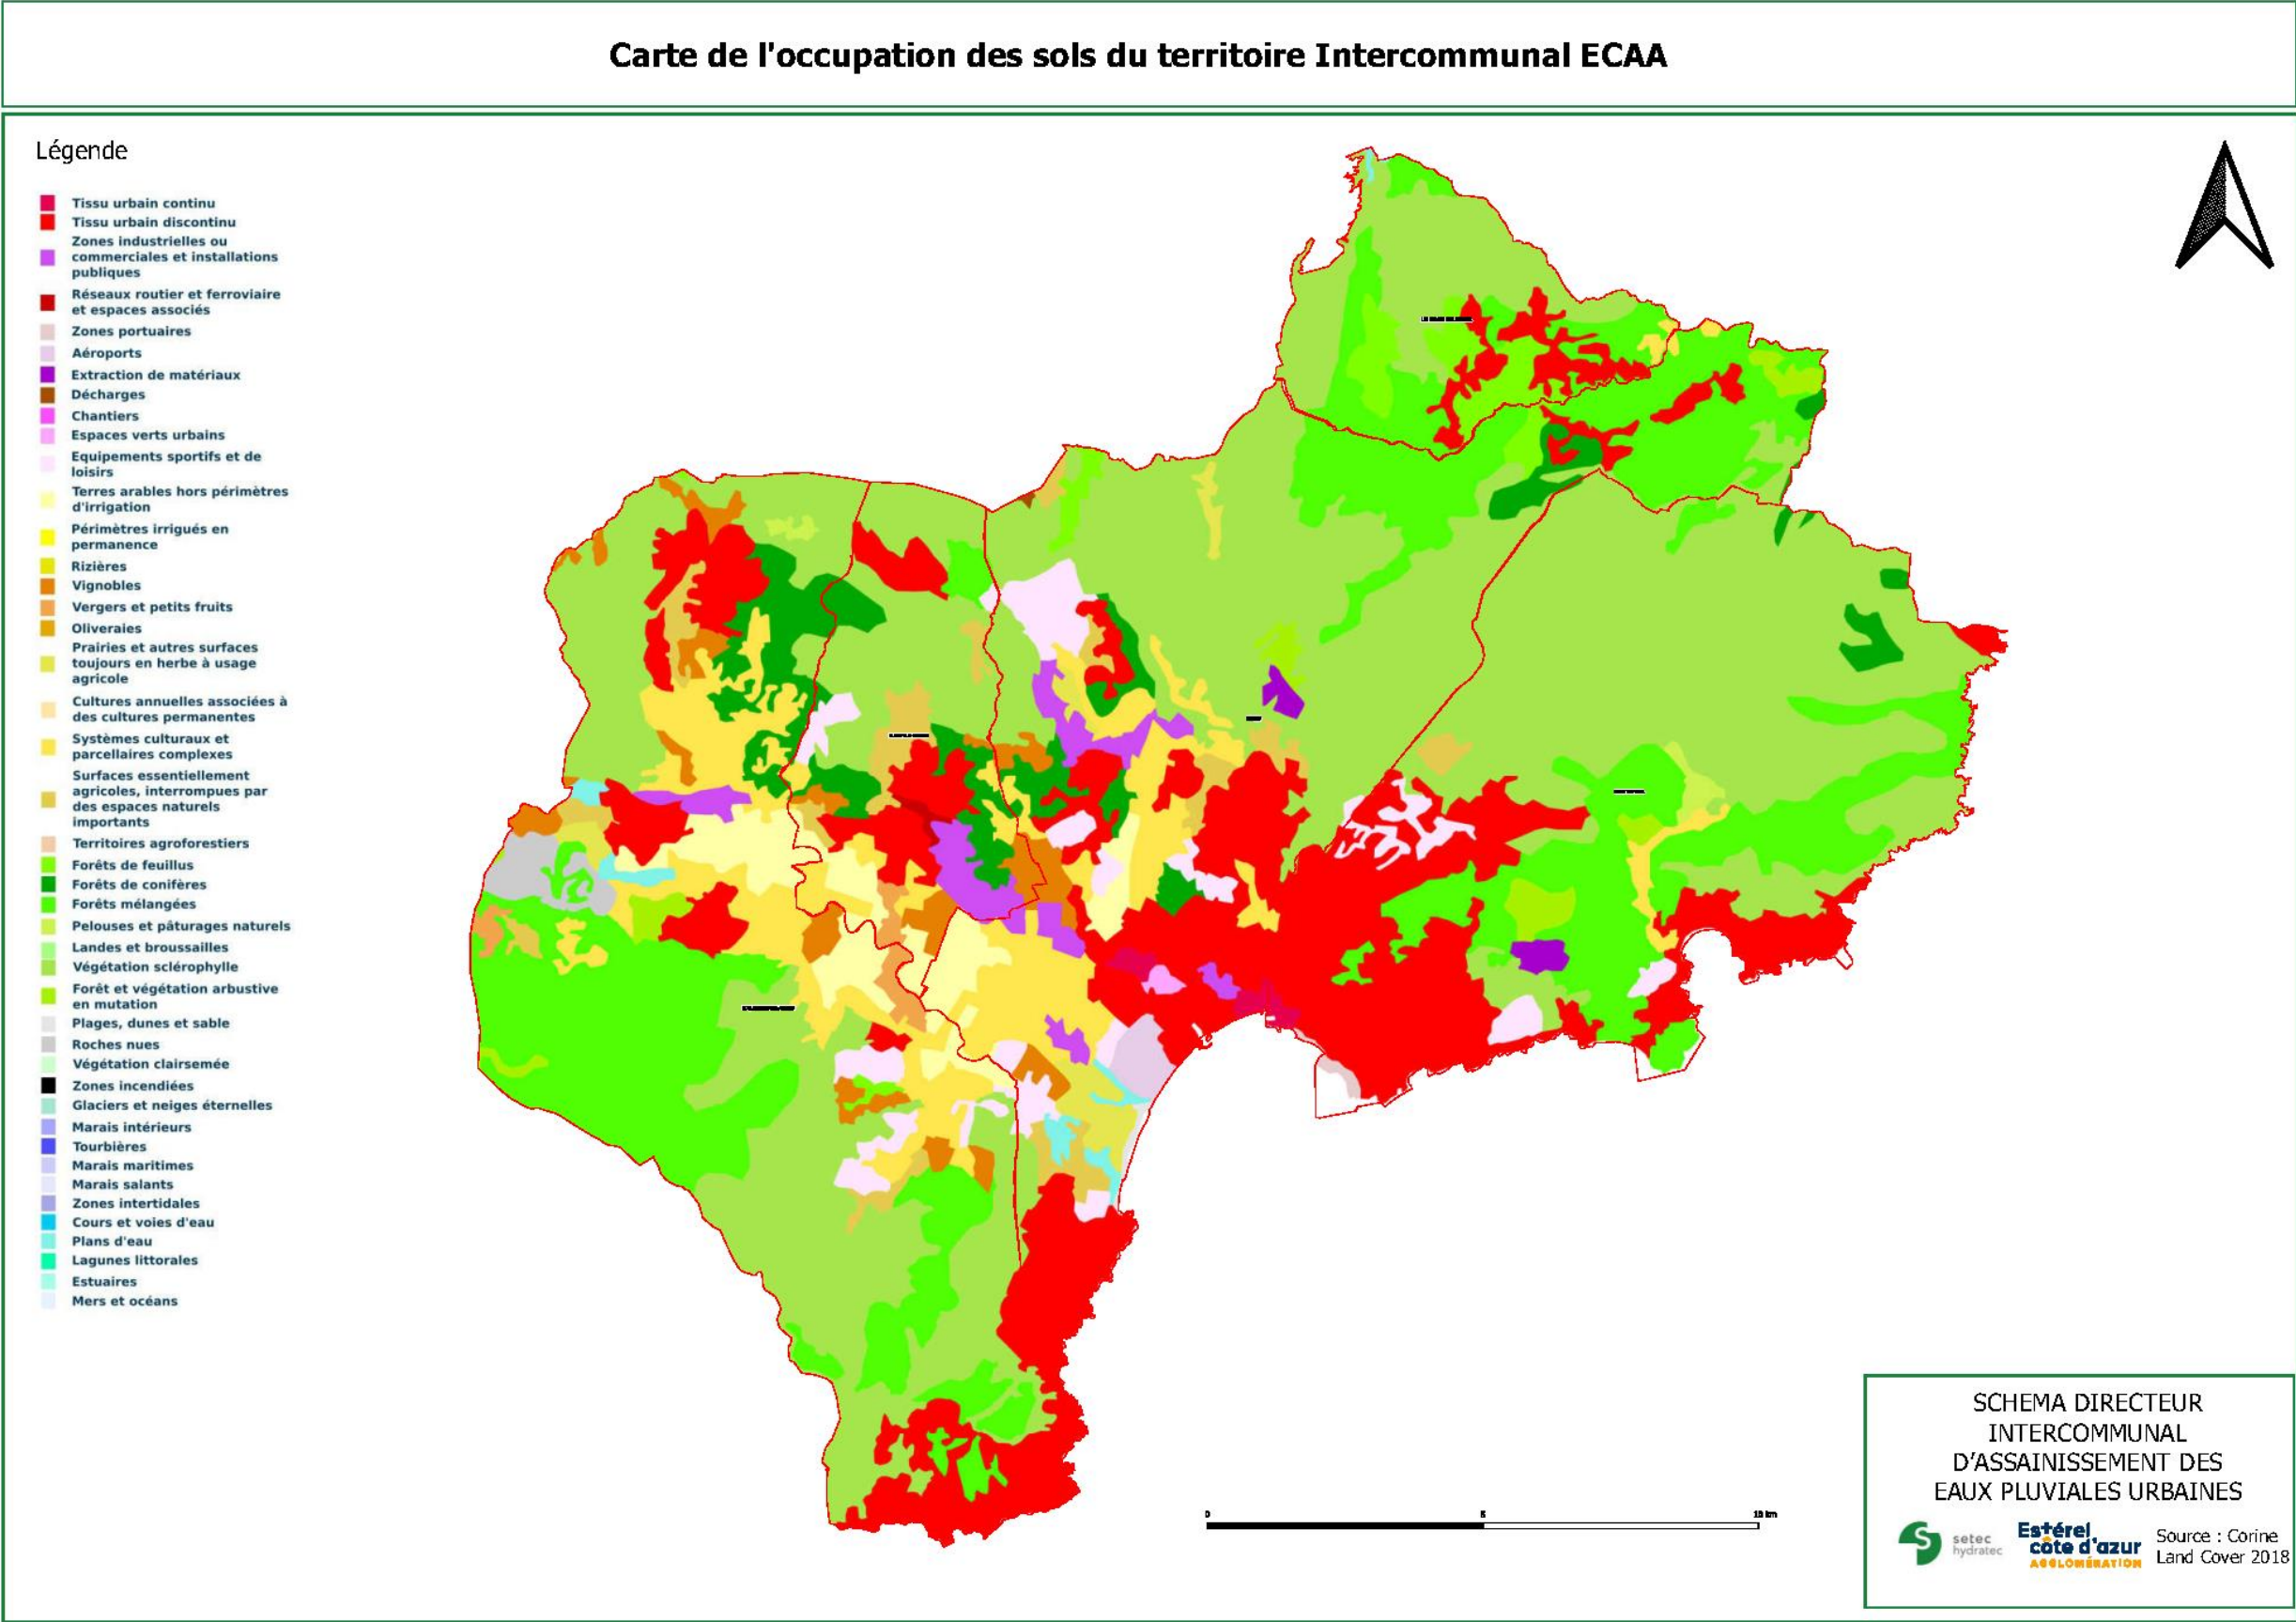 Carte de l'occupation des sols du territoire Intercommunal ECAA
Légende
Tissu urbain continu
Tissu urbain discontinu
Zones industrielles ou
commerciales et installations
publiques
Réseaux routier et ferroviaire
et espaces associés
Zones portuaires
Aéroports
Extraction de matériaux
Décharges
Chantiers
Espaces verts urbains
Equipements sportifs et de
loisirs
Terres arables hors périmètres
d'irrigation
Périmètres irrigués en
permanence
Rizières
Vignobles
Vergers et petits fruits
Oliveraies
Prairies et autres surfaces
toujours en herbe à usage
agricole
Cultures annuelles associées à
des cultures permanentes
Systèmes culturaux et
parcellaires complexes
Surfaces essentiellement
agricoles, interrompues par
des espaces naturels
importants
Territoires agroforestiers
Forêts de feuillus
Forêts de conifères
Forêts mélangées
Pelouses et pâturages naturels
Landes et broussailles
Végétation sclérophylle
Forêt et végétation arbustive
en mutation
Plages, dunes et sable
Roches nues
Végétation clairsemée
Zones incendiées
Glaciers et neiges éternelles
Marais intérieurs
Tourbières
Marais maritimes
Marais salants
Zones intertidales
Cours et voies d'eau
Plans d'eau
Lagunes littorales
Estuaires
Mers et océans
0 5 10 km
SCHEMA DIRECTEUR
INTERCOMMUNAL
D'ASSAINISSEMENT DES
EAUX PLUVIALES URBAINES
setec
hydratec
Estérel
côte d'azur
AGGLOMÉRATION
Source : Corine
Land Cover 2018